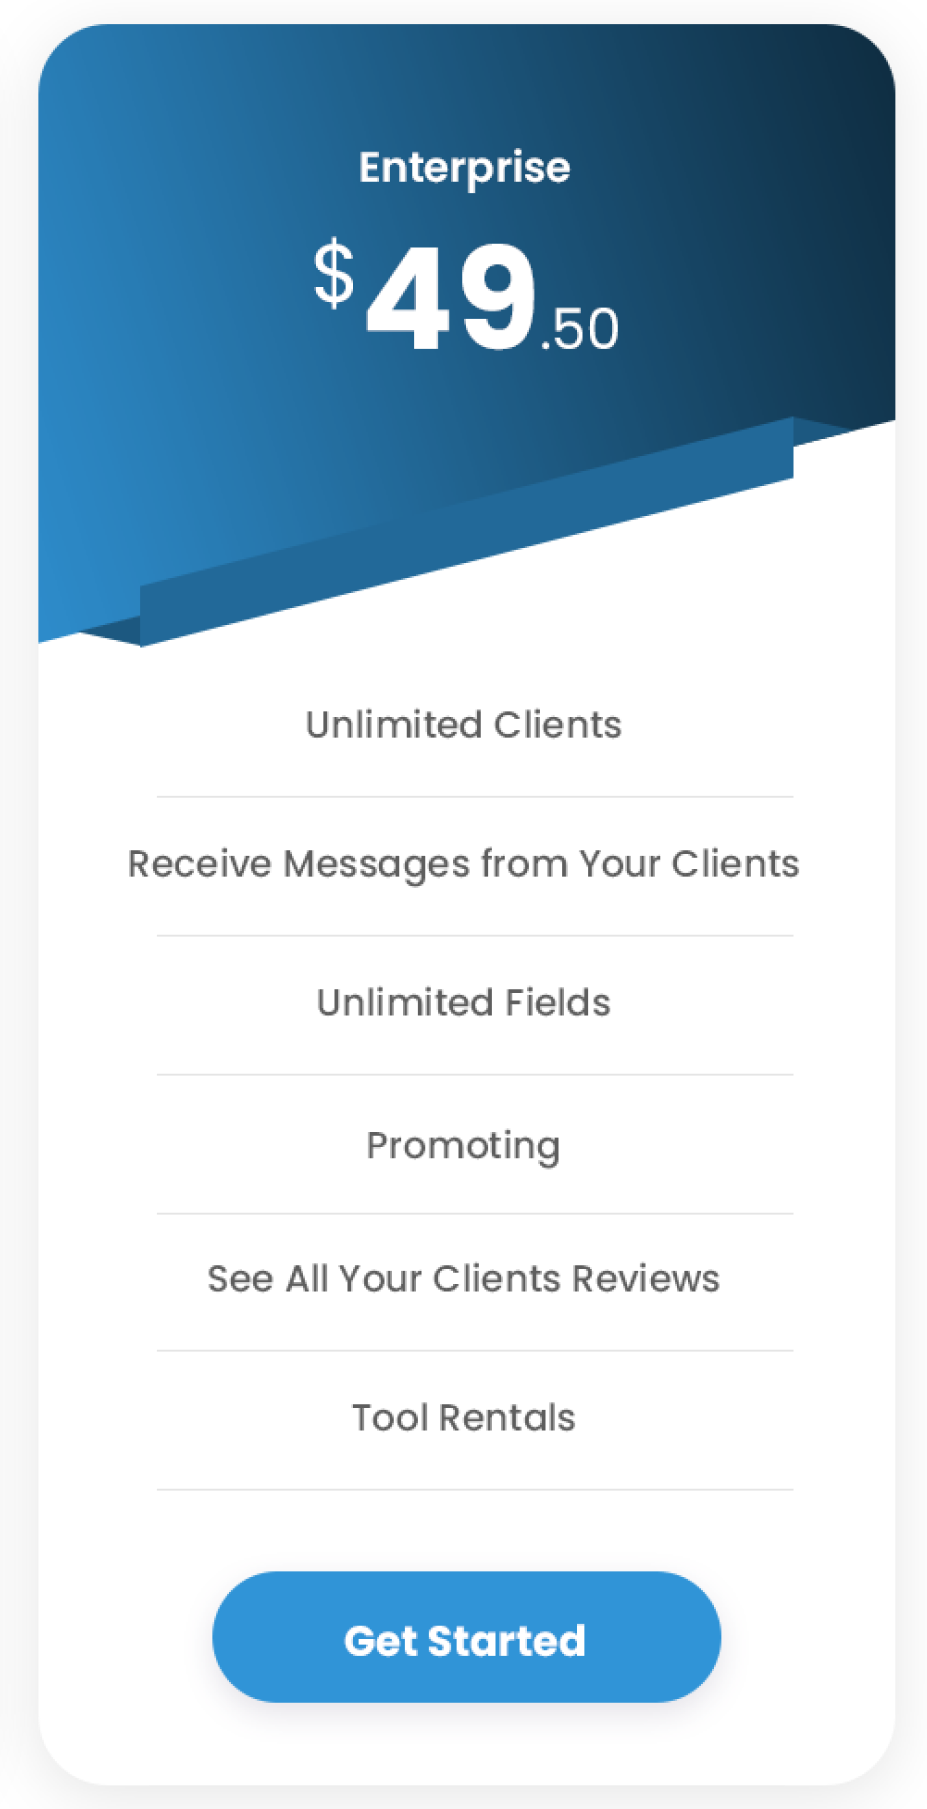 Enterprise
$49.50
Unlimited Clients
Receive Messages from Your Clients
Unlimited Fields
Promoting
See All Your Clients Reviews
Tool Rentals
Get Started